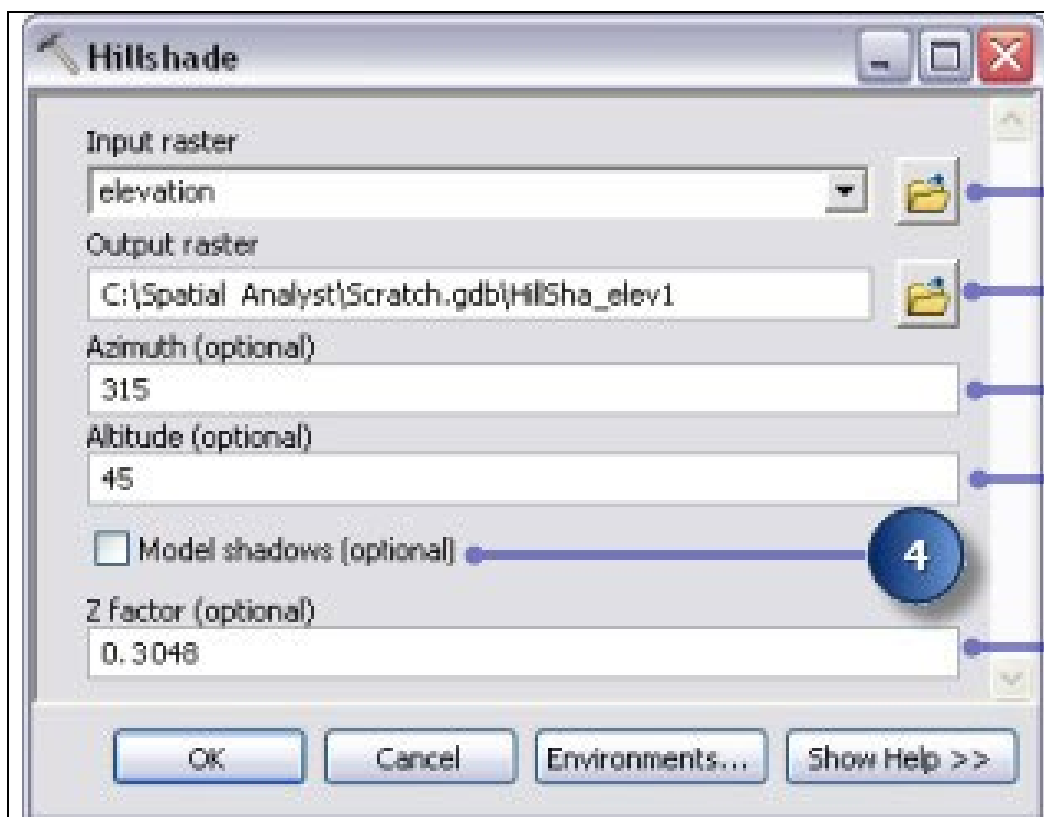 Hillshade
Input raster
elevation
Output raster
C:\Spatial Analyst\Scratch.gdb\HillSha_elev1
Azimuth (optional)
315
Altitude (optional)
45
Model shadows (optional)
4
Z factor (optional)
0.3048
OK Cancel Environments... Show Help >>